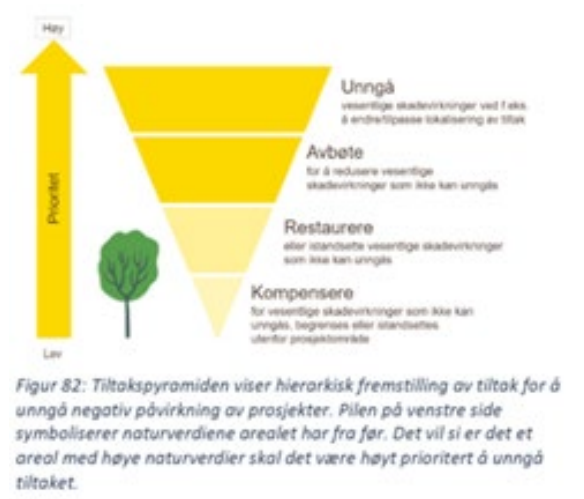 Høy
Prioritet
Lav
Unngå
vesentlige skadevirkninger ved f.eks.
å endre/tilpasse lokalisering av tiltak
Avbøte
for å redusere vesentlige
skadevirkninger som ikke kan unngås
Restaurere
eller istandsette vesentlige skadevirkninger
som ikke kan unngås
Kompensere
for vesentlige skadevirkninger som ikke kan
unngås, begrenses eller istandsettes
utenfor prosjektområde
Figur 82: Tiltakspyramiden viser hierarkisk fremstilling av tiltak for å
unngå negativ påvirkning av prosjekter. Pilen på venstre side
symboliserer naturverdiene arealet har fra før. Det vil si er det et
areal med høye naturverdier skal det være høyt prioritert å unngå
tiltaket.